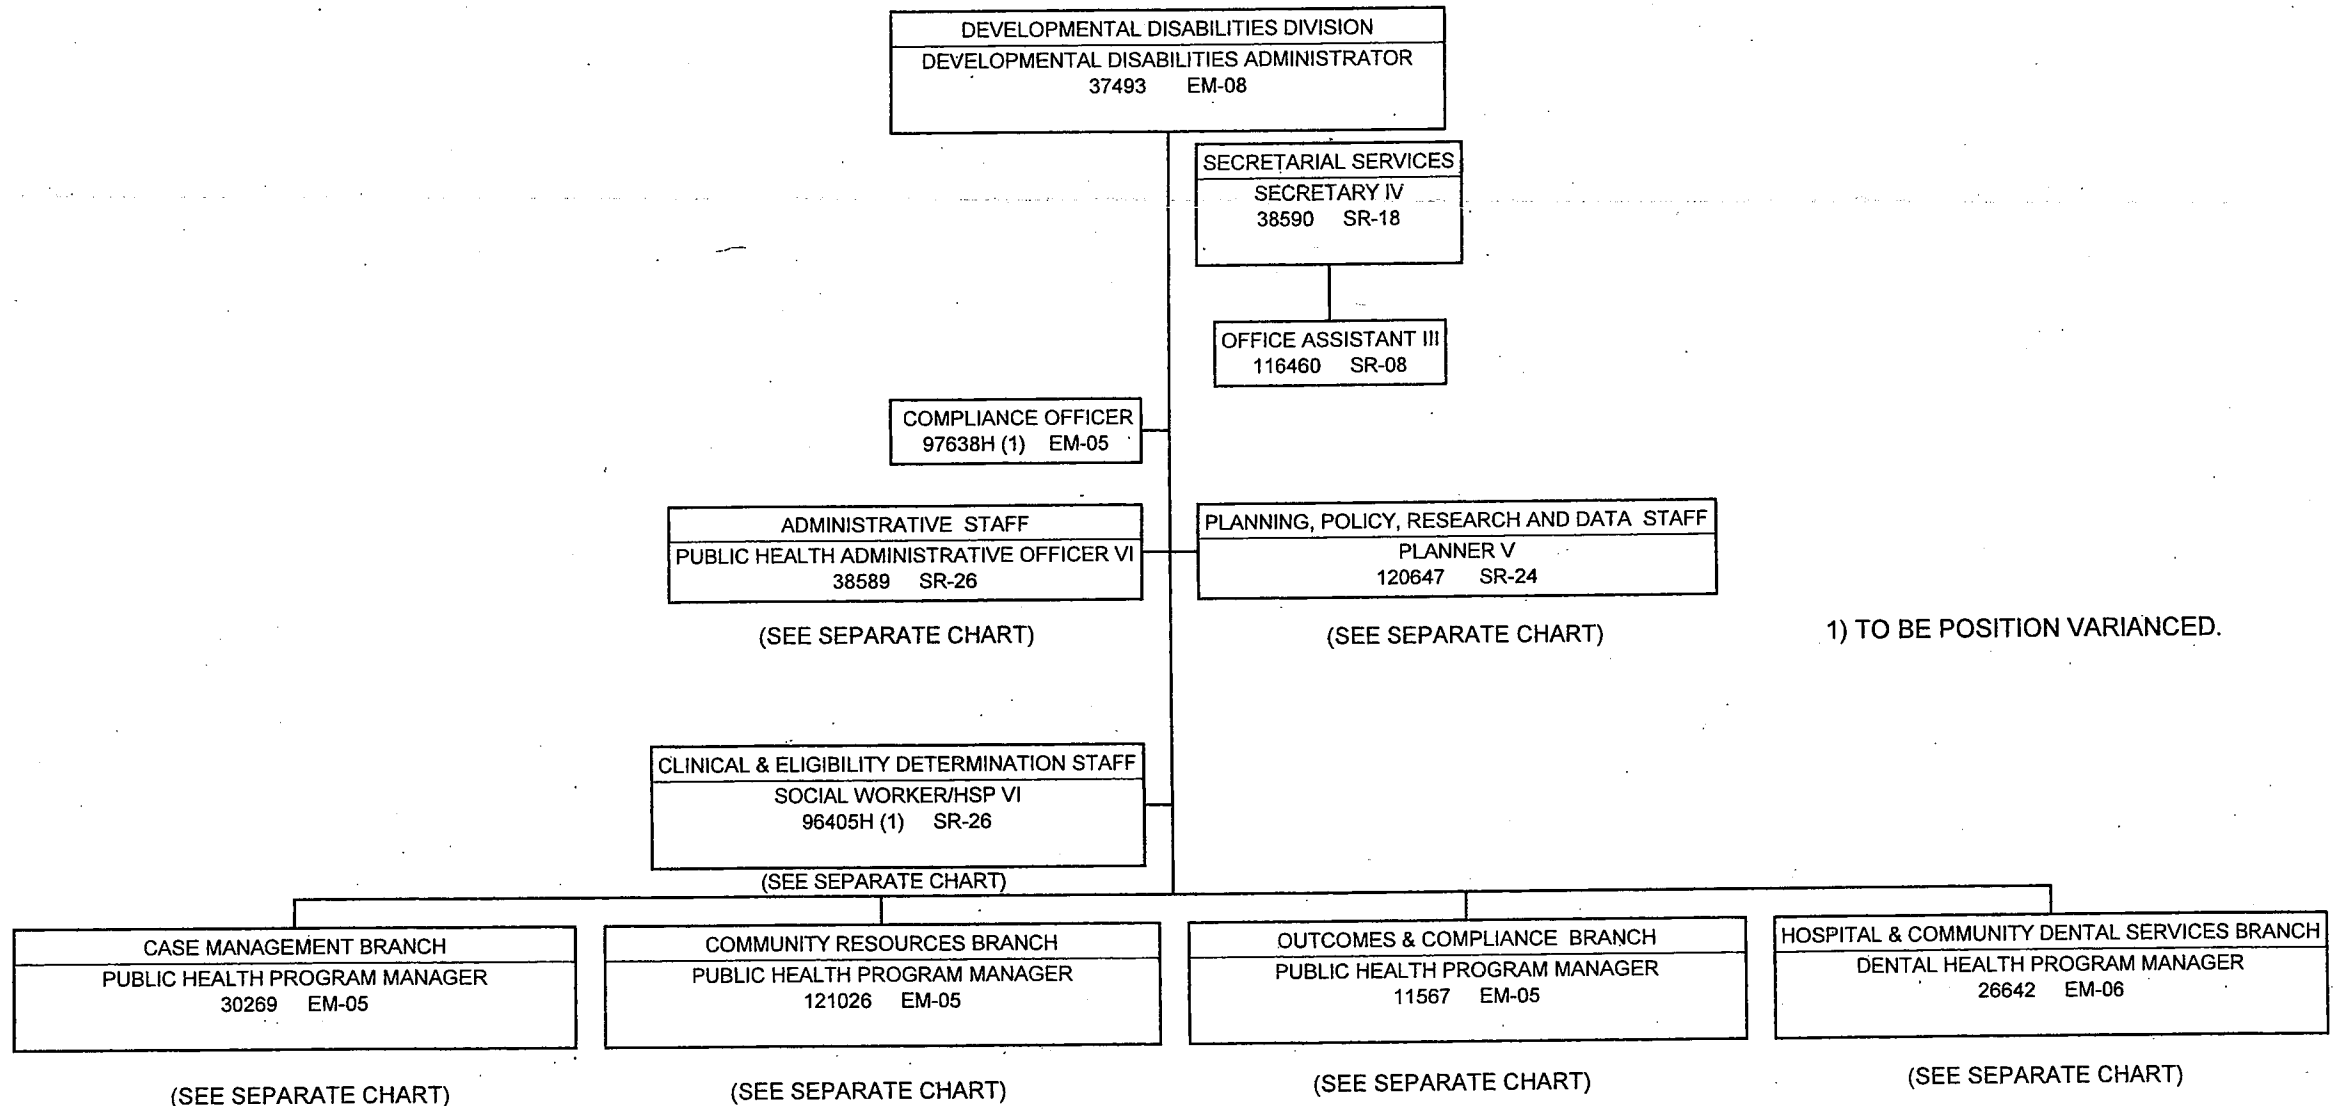 DEVELOPMENTAL DISABILITIES DIVISION
DEVELOPMENTAL DISABILITIES ADMINISTRATOR
37493 EM-08
SECRETARIAL SERVICES
SECRETARY IV
38590 SR-18
OFFICE ASSISTANT III
116460 SR-08
COMPLIANCE OFFICER
97638H (1) EM-05
ADMINISTRATIVE STAFF
PUBLIC HEALTH ADMINISTRATIVE OFFICER VI
38589 SR-26
(SEE SEPARATE CHART)
PLANNING, POLICY, RESEARCH AND DATA STAFF
PLANNER V
120647 SR-24
(SEE SEPARATE CHART)
1) TO BE POSITION VARIANCED.
CLINICAL & ELIGIBILITY DETERMINATION STAFF
SOCIAL WORKER/HSP VI
96405H (1) SR-26
(SEE SEPARATE CHART)
CASE MANAGEMENT BRANCH
PUBLIC HEALTH PROGRAM MANAGER
30269 EM-05
(SEE SEPARATE CHART)
COMMUNITY RESOURCES BRANCH
PUBLIC HEALTH PROGRAM MANAGER
121026 EM-05
(SEE SEPARATE CHART)
OUTCOMES & COMPLIANCE BRANCH
PUBLIC HEALTH PROGRAM MANAGER
11567 EM-05
(SEE SEPARATE CHART)
HOSPITAL & COMMUNITY DENTAL SERVICES BRANCH
DENTAL HEALTH PROGRAM MANAGER
26642 EM-06
(SEE SEPARATE CHART)